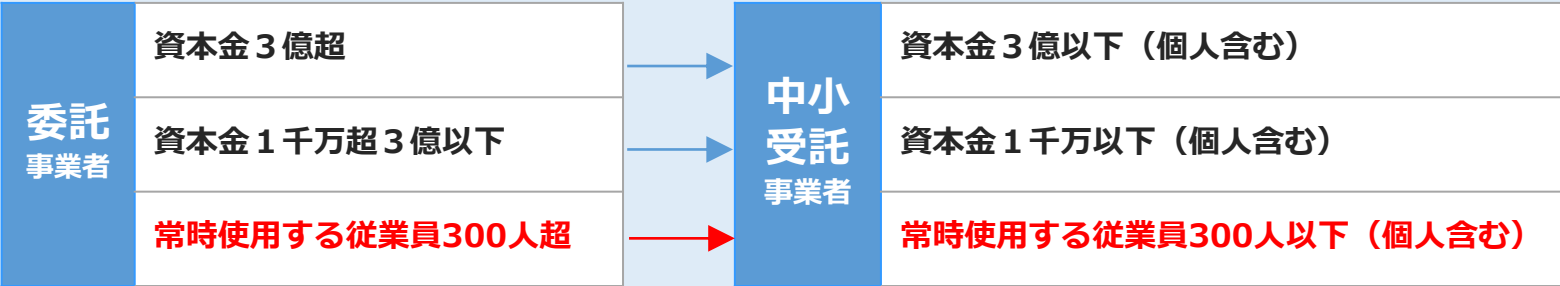 委託
事業者
資本金３億超
資本金１千万超３億以下
常時使用する従業員300人超
中小
受託
事業者
資本金３億以下（個人含む）
資本金１千万以下（個人含む）
常時使用する従業員300人以下（個人含む）